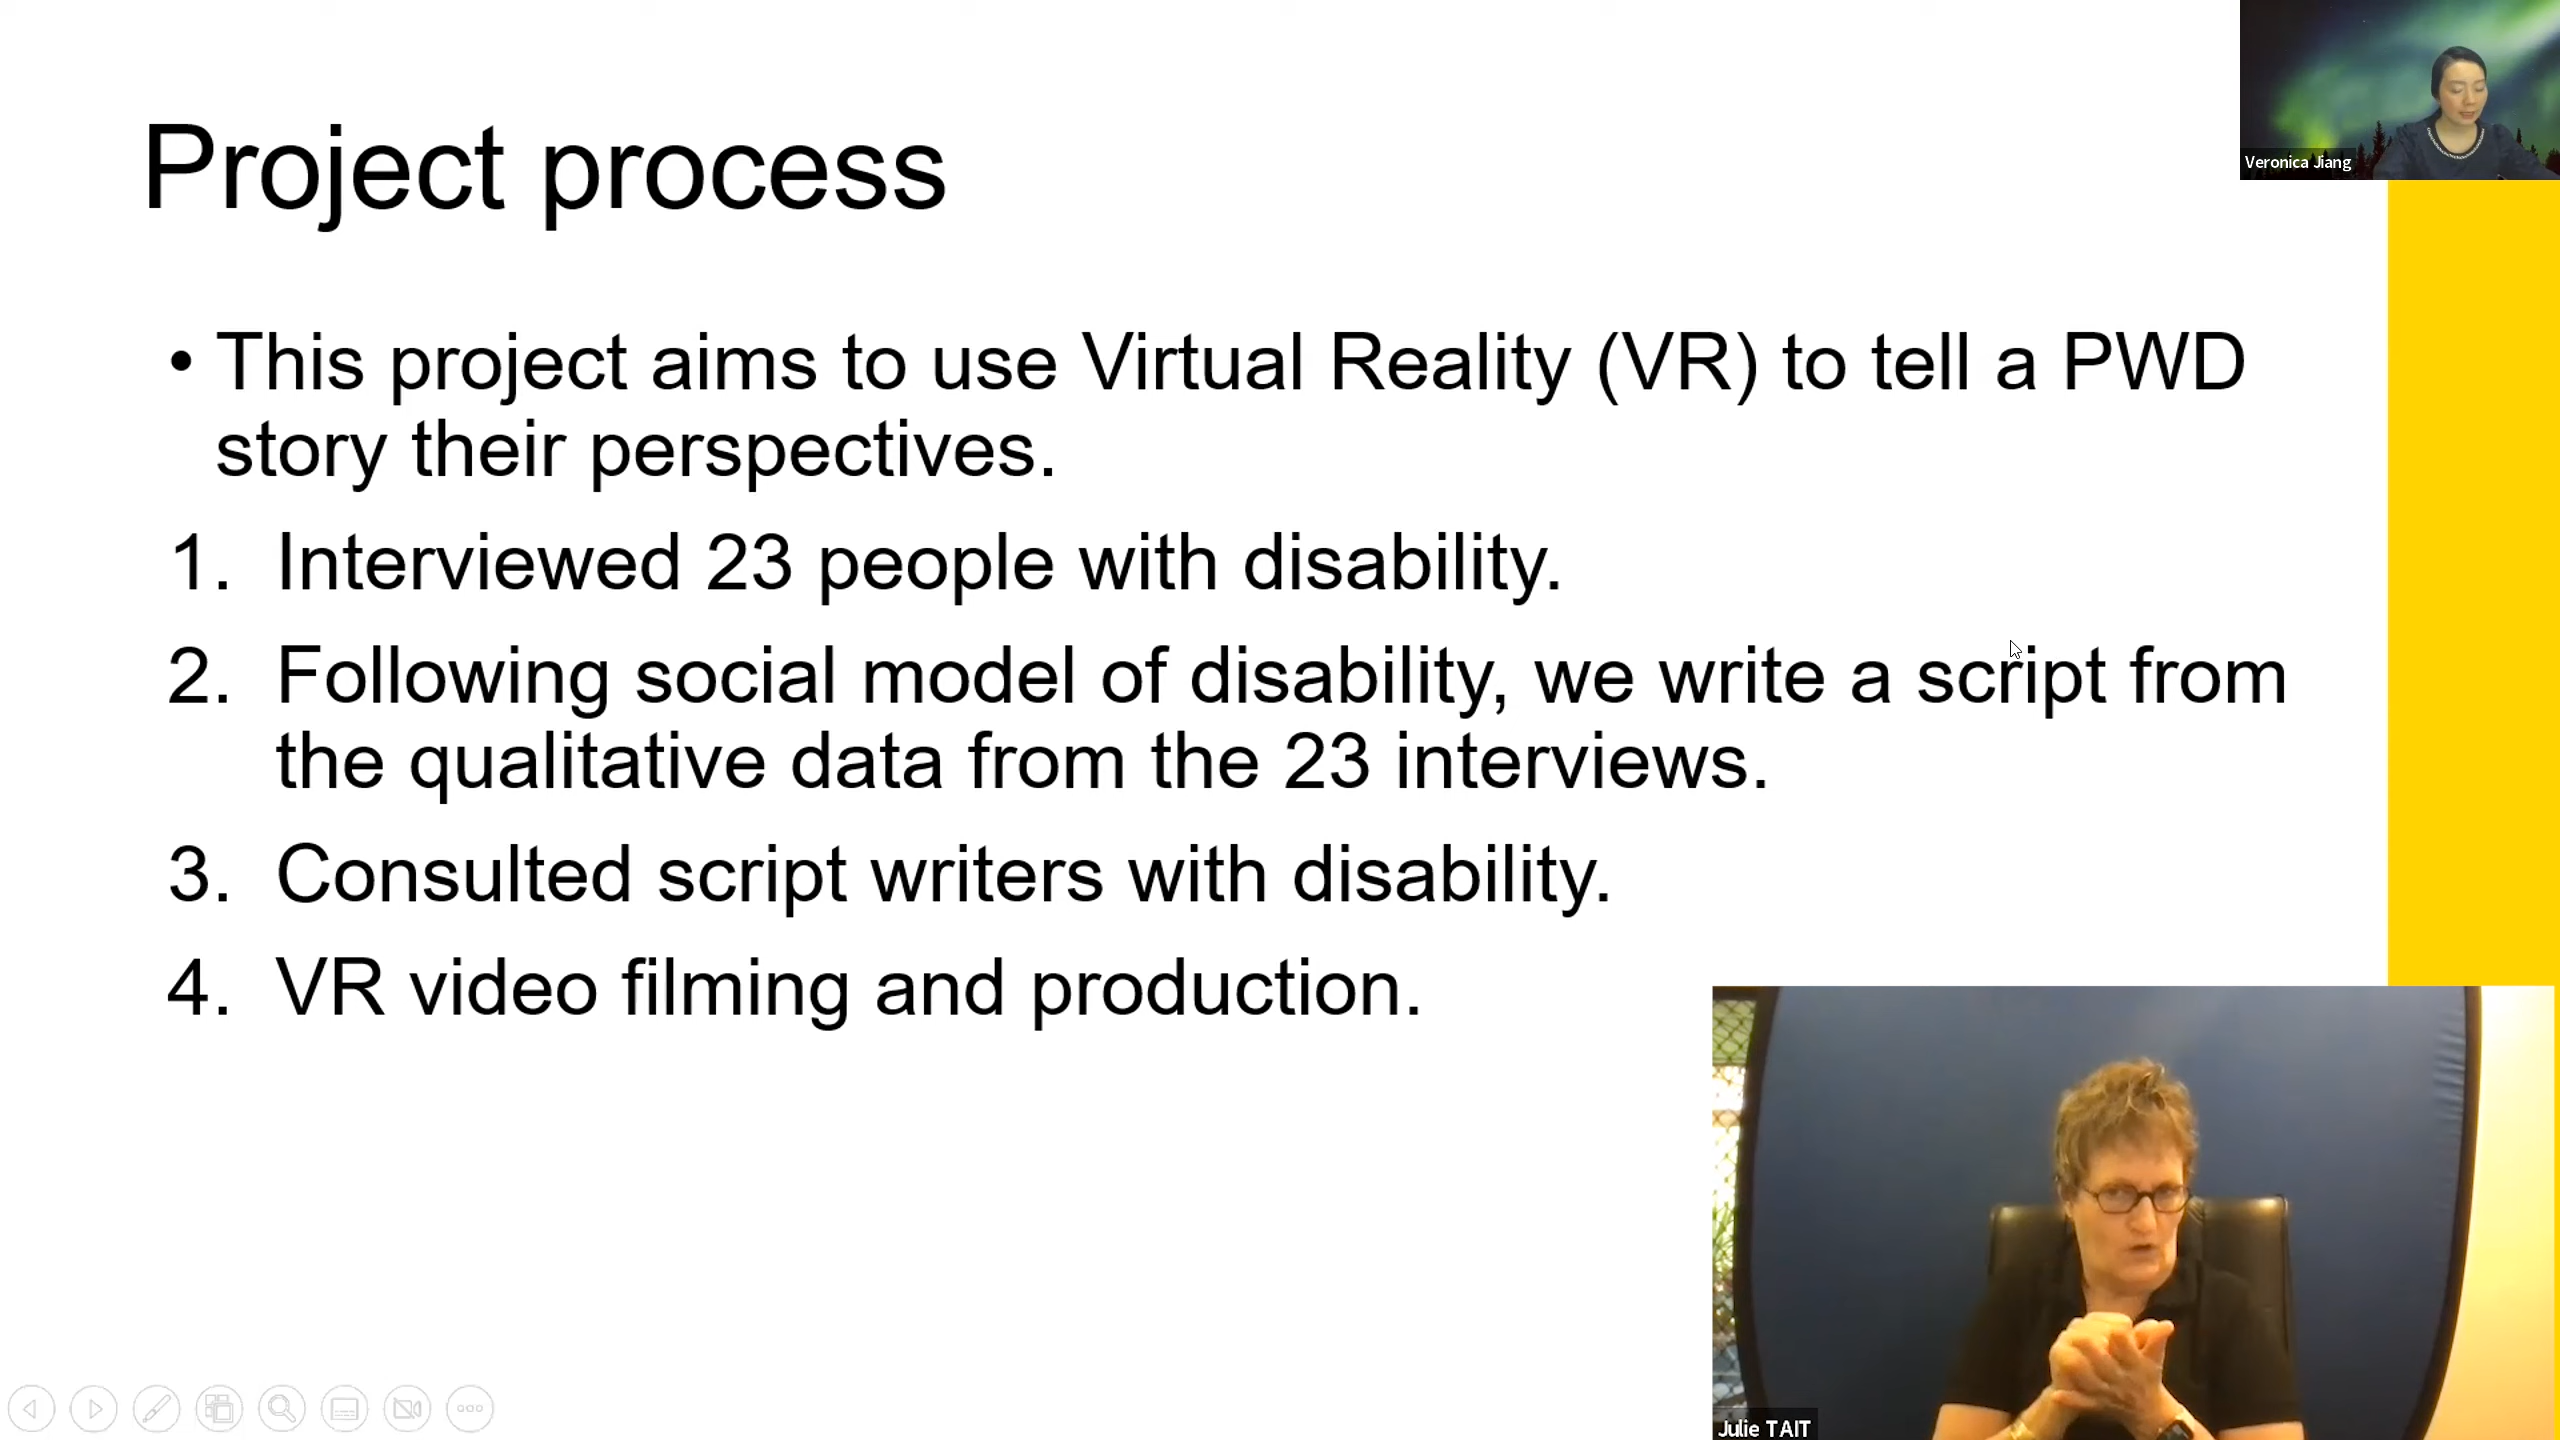 Project process
• This project aims to use Virtual Reality (VR) to tell a PWD
story their perspectives.
1. Interviewed 23 people with disability.
2. Following social model of disability, we write a script from
the qualitative data from the 23 interviews.
3. Consulted script writers with disability.
4. VR video filming and production.
Veronica Jiang
Julie TAIT